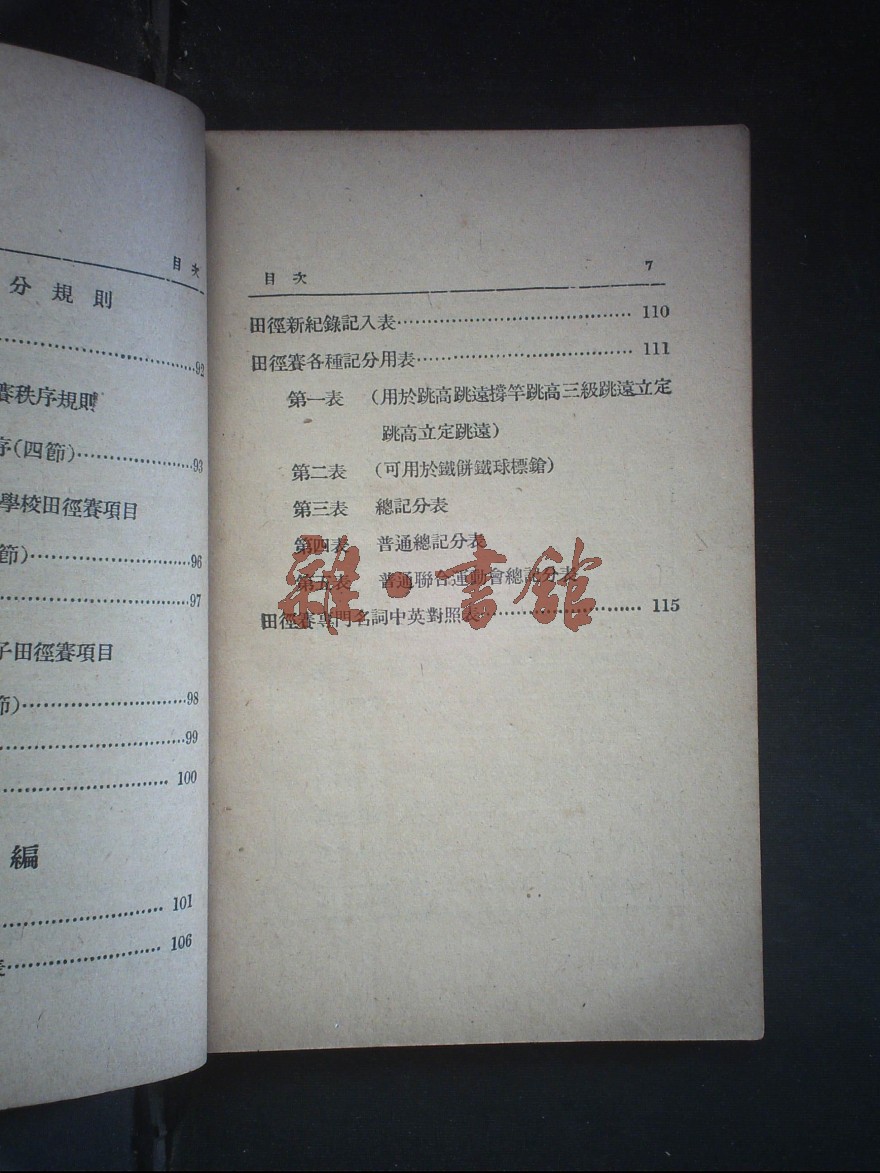 目次
分規則
……92
賽秩序規則
序(四節)……93
學校田徑賽項目
節)……96
……97
子田徑賽項目
節)……98
……99
……100
編
……101
……106
目次 7
田徑新紀錄記入表……110
田徑賽各種記分用表……111
第一表 (用於跳高跳遠撐竿跳高三級跳遠立定
跳高立定跳遠)
第二表 (可用於鐵餅鐵球標鎗)
第三表 總記分表
第四表 普通總記分表
第五表 普通聯合運動會總記分表
田徑賽專門名詞中英對照表……115
雜·書館